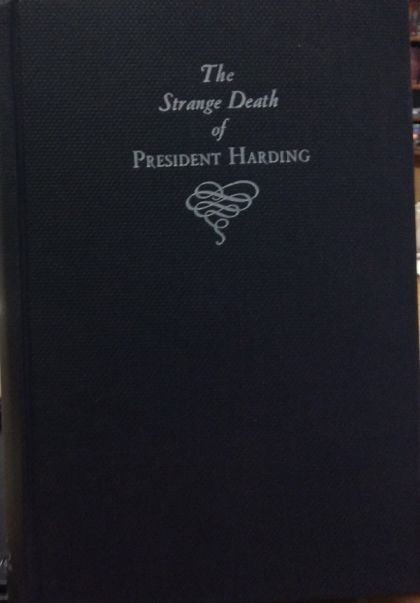 The
Strange Death
of
PRESIDENT HARDING